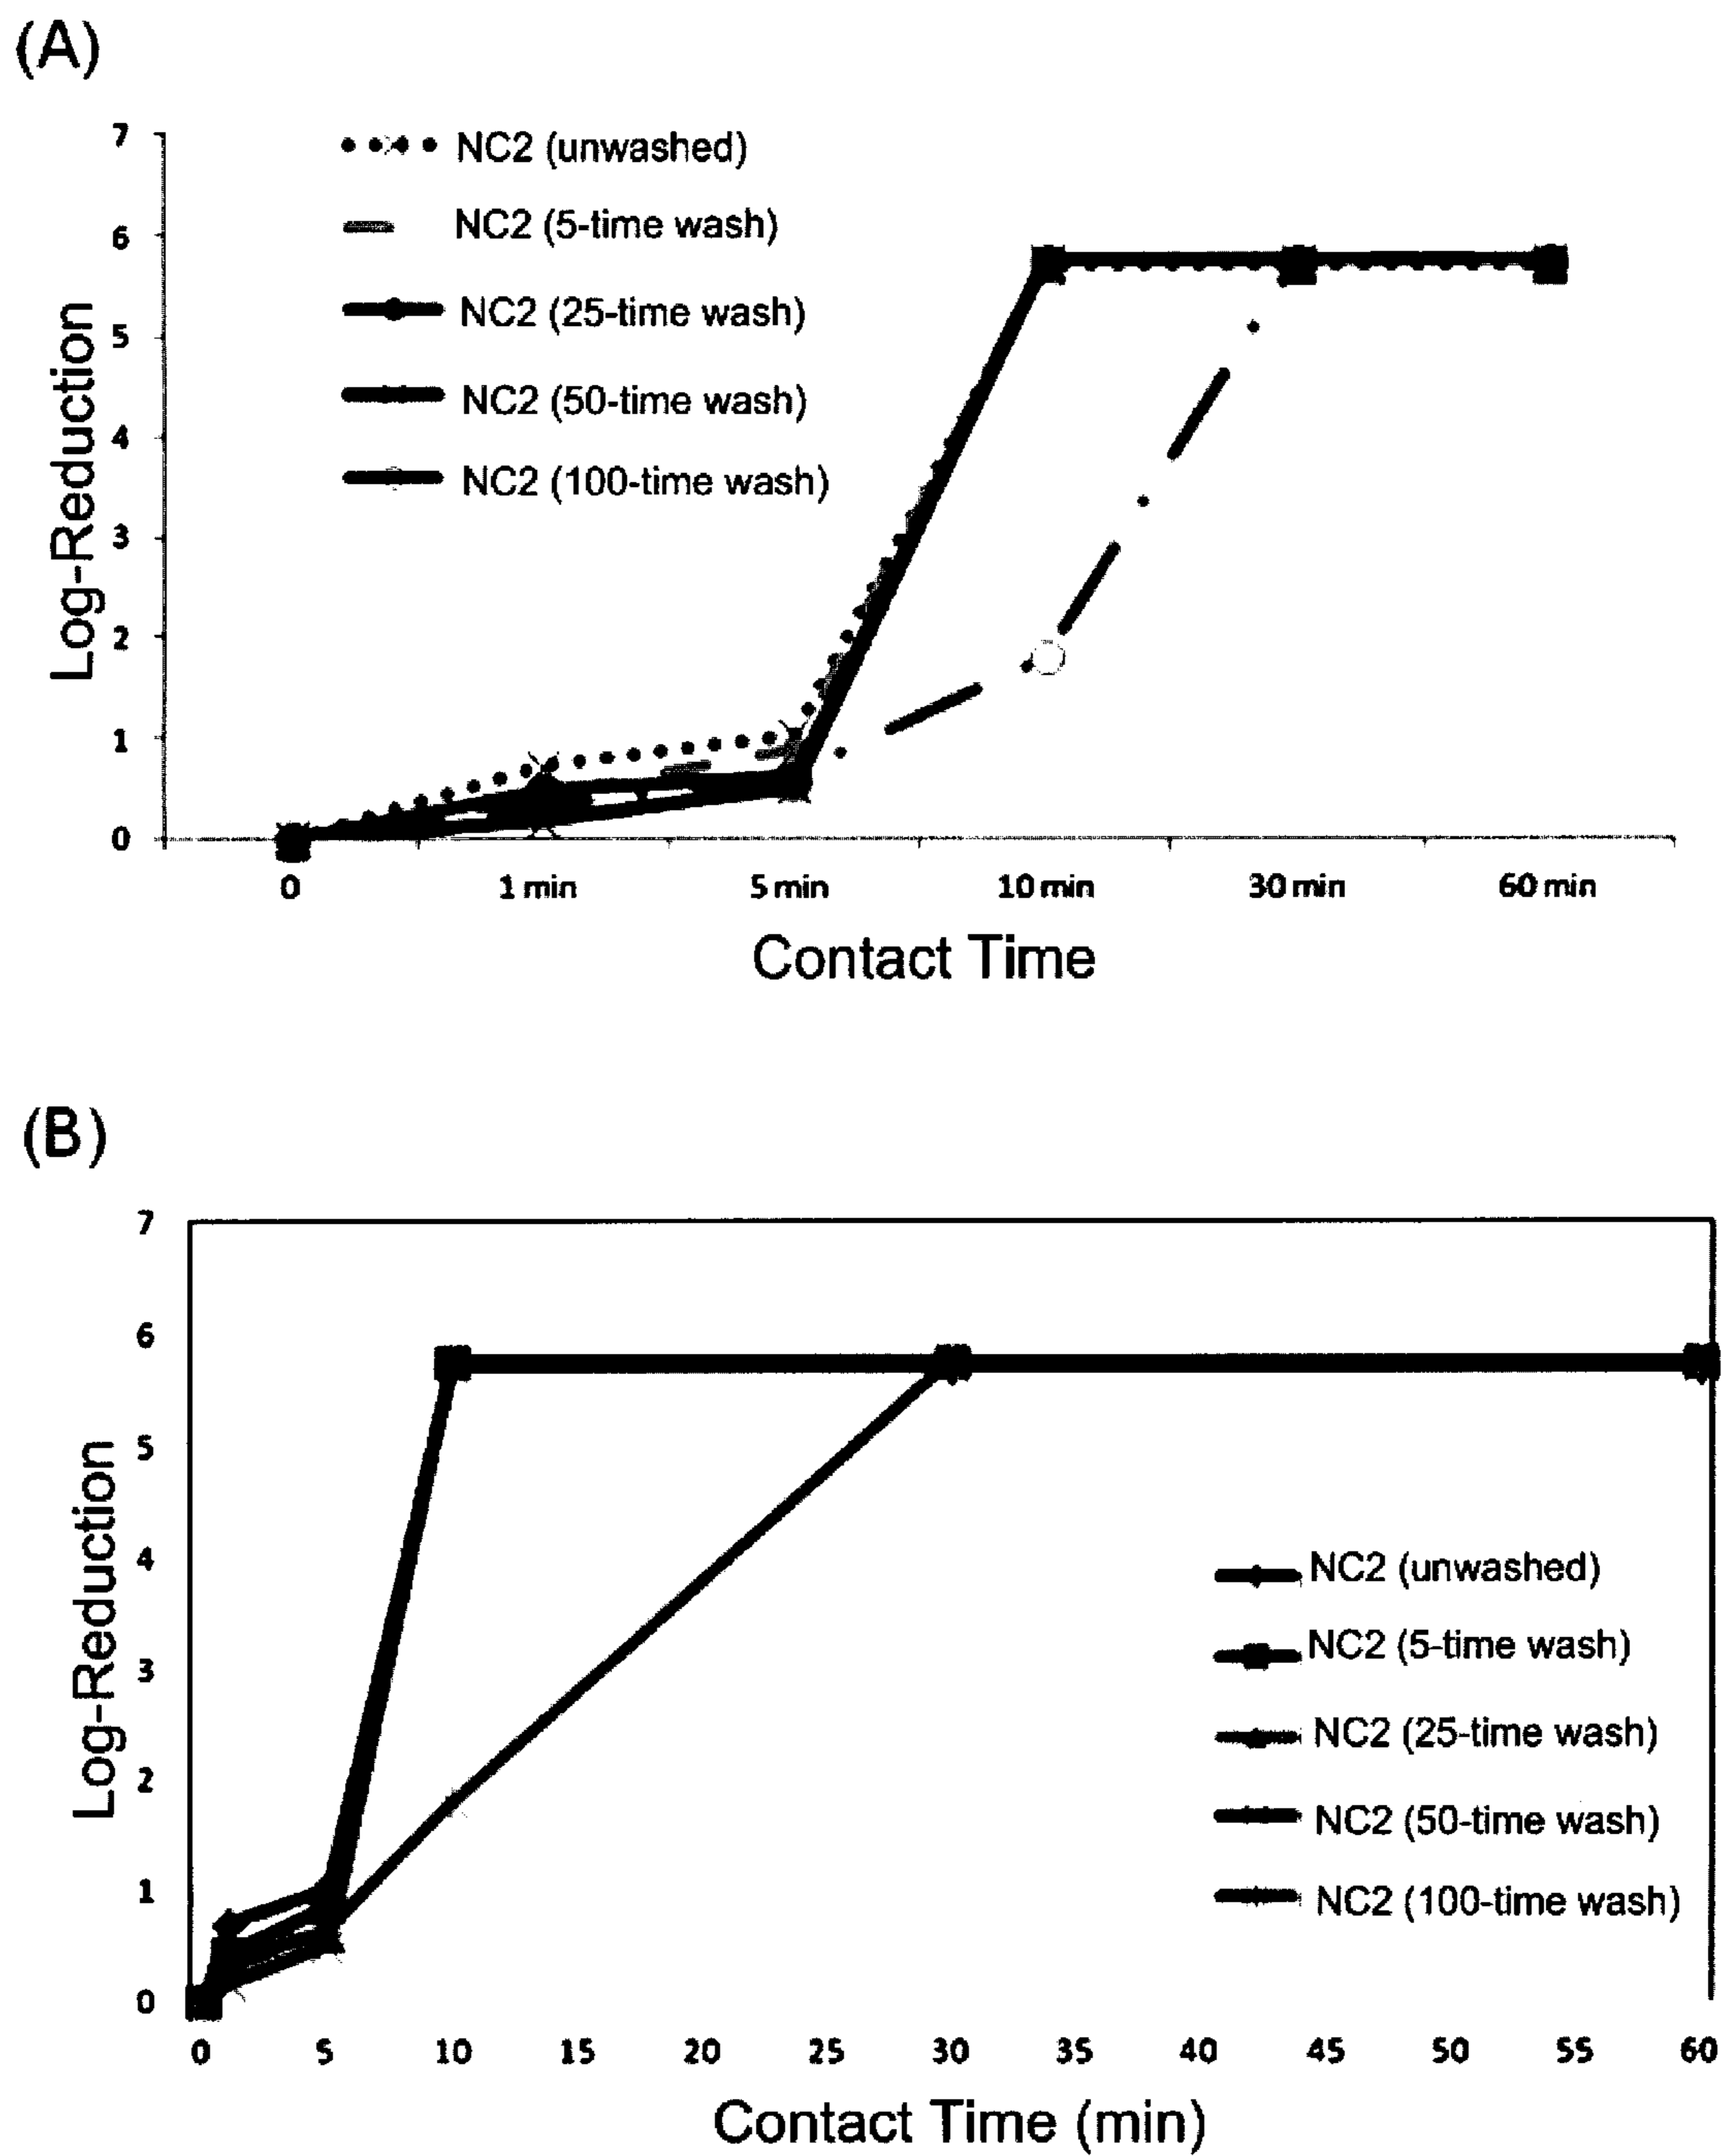 (A)
7
6
5
4
3
2
1
0
Log-Reduction
NC2 (unwashed)
NC2 (5-time wash)
NC2 (25-time wash)
NC2 (50-time wash)
NC2 (100-time wash)
0 1 min 5 min 10 min 30 min 60 min
Contact Time
(B)
7
6
5
4
3
2
1
0
Log-Reduction
NC2 (unwashed)
NC2 (5-time wash)
NC2 (25-time wash)
NC2 (50-time wash)
NC2 (100-time wash)
0 5 10 15 20 25 30 35 40 45 50 55 60
Contact Time (min)